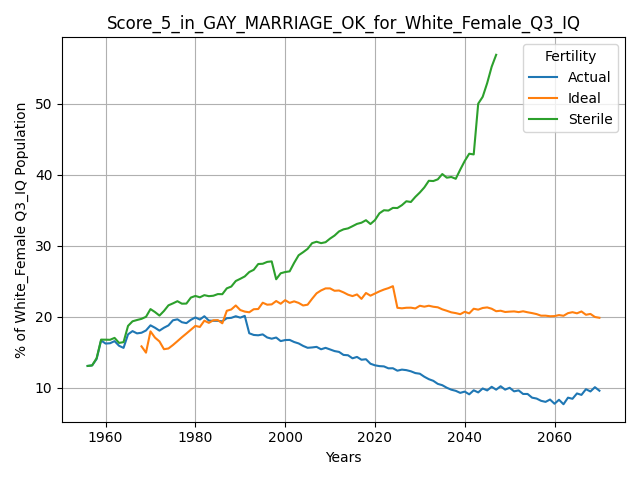 Score_5_in_GAY_MARRIAGE_OK_for_White_Female_Q3_IQ
% of White_Female Q3_IQ Population
50
40
30
20
10
1960 1980 2000 2020 2040 2060
Years
Fertility
Actual
Ideal
Sterile